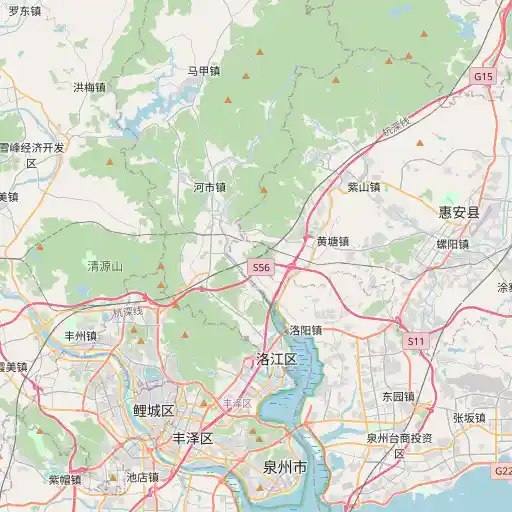 罗东镇
马甲镇
G15
洪梅镇
杭深线
雪峰经济开发
区
河市镇
紫山镇
美镇
惠安县
黄塘镇
螺阳镇
清源山
S56
涂寨
杭深线
丰州镇
洛阳镇
S11
洛江区
霞美镇
东园镇
丰泽区
鲤城区
张坂镇
丰泽区
泉州台商投资
区
泉州市
G22
紫帽镇
池店镇